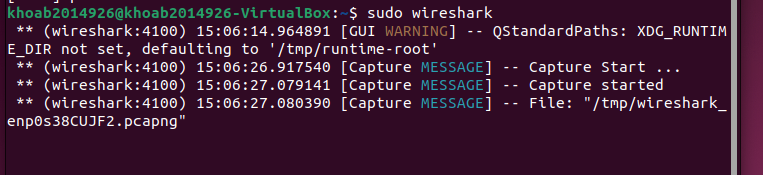 khoab2014926@khoab2014926-VirtualBox:~$ sudo wireshark
 ** (wireshark:4100) 15:06:14.964891 [GUI WARNING] -- QStandardPaths: XDG_RUNTIM
E_DIR not set, defaulting to '/tmp/runtime-root'
 ** (wireshark:4100) 15:06:26.917540 [Capture MESSAGE] -- Capture Start ...
 ** (wireshark:4100) 15:06:27.079141 [Capture MESSAGE] -- Capture started
 ** (wireshark:4100) 15:06:27.080390 [Capture MESSAGE] -- File: "/tmp/wireshark_
enp0s38CUJF2.pcapng"